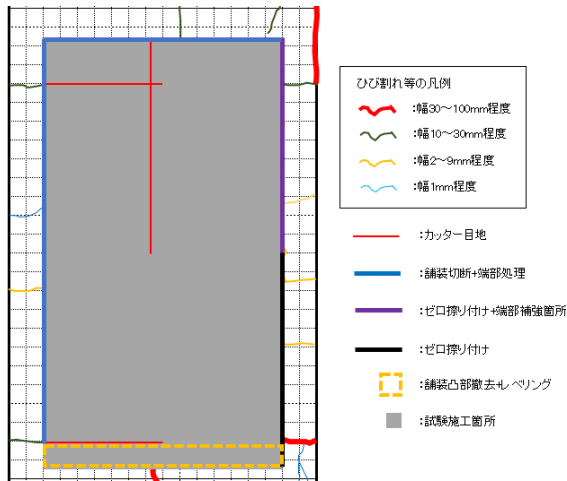 ひび割れ等の凡例
:幅30～100mm程度
:幅10～30mm程度
:幅2～9mm程度
:幅1mm程度
:カッター目地
:舗装切断+端部処理
:ゼロ擦り付け+端部補強箇所
:ゼロ擦り付け
:舗装凸部撤去+レベリング
:試験施工箇所